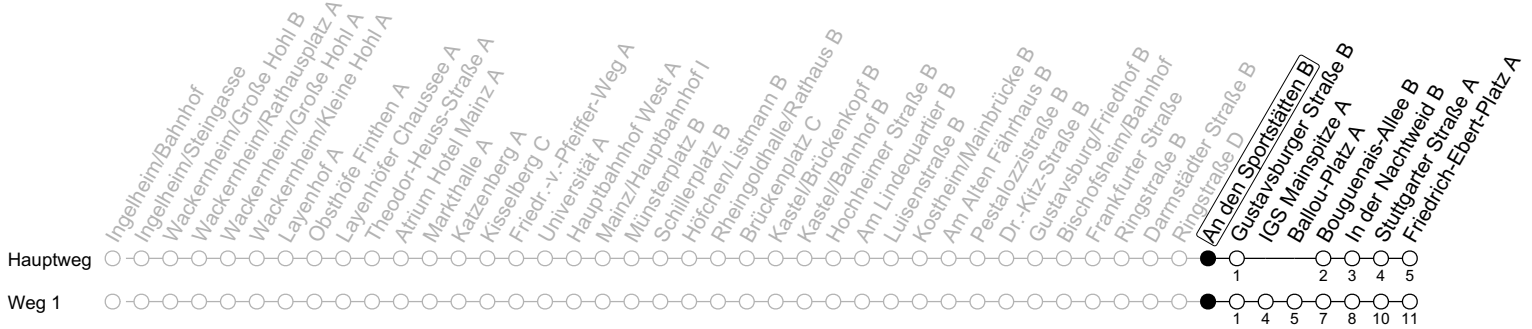 Ingelheim/Bahnhof
Ingelheim/Steingasse
Wackernheim/Große Hohl B
Wackernheim/Rathausplatz A
Wackernheim/Große Hohl A
Wackernheim/Kleine Hohl A
Layenhof A
Obsthöfe Finthen A
Layenhöfer Chaussee A
Theodor-Heuss-Straße A
Atrium Hotel Mainz A
Markthalle A
Katzenberg A
Kisselberg C
Friedr.-v.-Pfeiffer-Weg A
Universität A
Hauptbahnhof West A
Mainz/Hauptbahnhof I
Münsterplatz B
Schillerplatz B
Höfchen/Listmann B
Rheingoldhalle/Rathaus B
Brückenplatz C
Kastel/Brückenkopf B
Kastel/Bahnhof B
Hochheimer Straße B
Am Lindequartier B
Luisenstraße B
Kostheim/Mainbrücke B
Am Alten Fährhaus B
Pestalozzistraße B
Dr.-Kitz-Straße B
Gustavsburg/Friedhof B
Bischofsheim/Bahnhof
Frankfurter Straße
Ringstraße B
Darmstädter Straße B
Ringstraße D
An den Sportstätten B
Gustavsburger Straße B
IGS Mainspitze A
Ballou-Platz A
Bouguenais-Allee B
In der Nachtweid B
Stuttgarter Straße A
Friedrich-Ebert-Platz A
Hauptweg
1 2 3 4 5
Weg 1
1 4 5 7 8 10 11